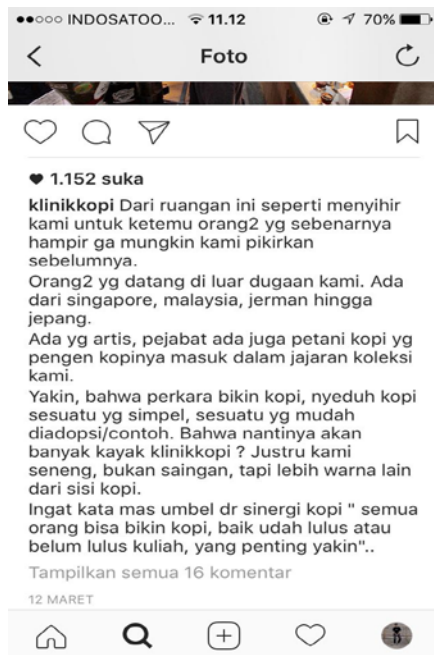 INDOSATOO... 11.12 70%
Foto
1.152 suka
klinikkopi Dari ruangan ini seperti menyihir
kami untuk ketemu orang2 yg sebenarnya
hampir ga mungkin kami pikirkan
sebelumnya.
Orang2 yg datang di luar dugaan kami. Ada
dari singapore, malaysia, jerman hingga
jepang.
Ada yg artis, pejabat ada juga petani kopi yg
pengen kopinya masuk dalam jajaran koleksi
kami.
Yakin, bahwa perkara bikin kopi, nyeduh kopi
sesuatu yg simpel, sesuatu yg mudah
diadopsi/contoh. Bahwa nantinya akan
banyak kayak klinikkopi ? Justru kami
seneng, bukan saingan, tapi lebih warna lain
dari sisi kopi.
Ingat kata mas umbel dr sinergi kopi " semua
orang bisa bikin kopi, baik udah lulus atau
belum lulus kuliah, yang penting yakin"..
Tampilkan semua 16 komentar
12 MARET